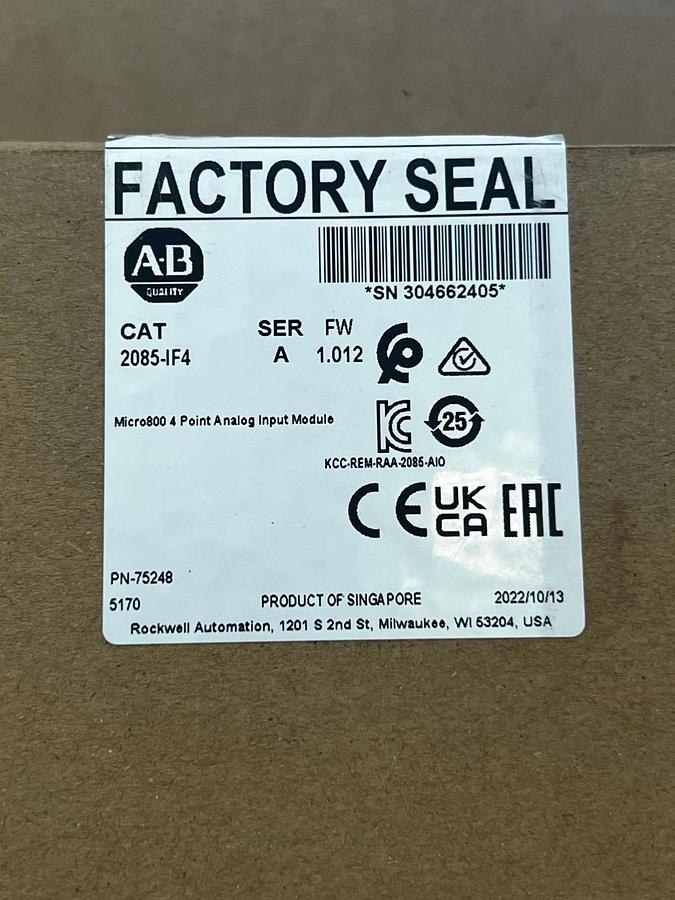 FACTORY SEAL
A-B
QUALITY
*SN 304662405*
CAT SER FW
2085-IF4 A 1.012
Micro800 4 Point Analog Input Module
KC
25
KCC-REM-RAA-2085-AIO
CE UK CA EAC
PN-75248
5170 PRODUCT OF SINGAPORE 2022/10/13
Rockwell Automation, 1201 S 2nd St, Milwaukee, WI 53204, USA